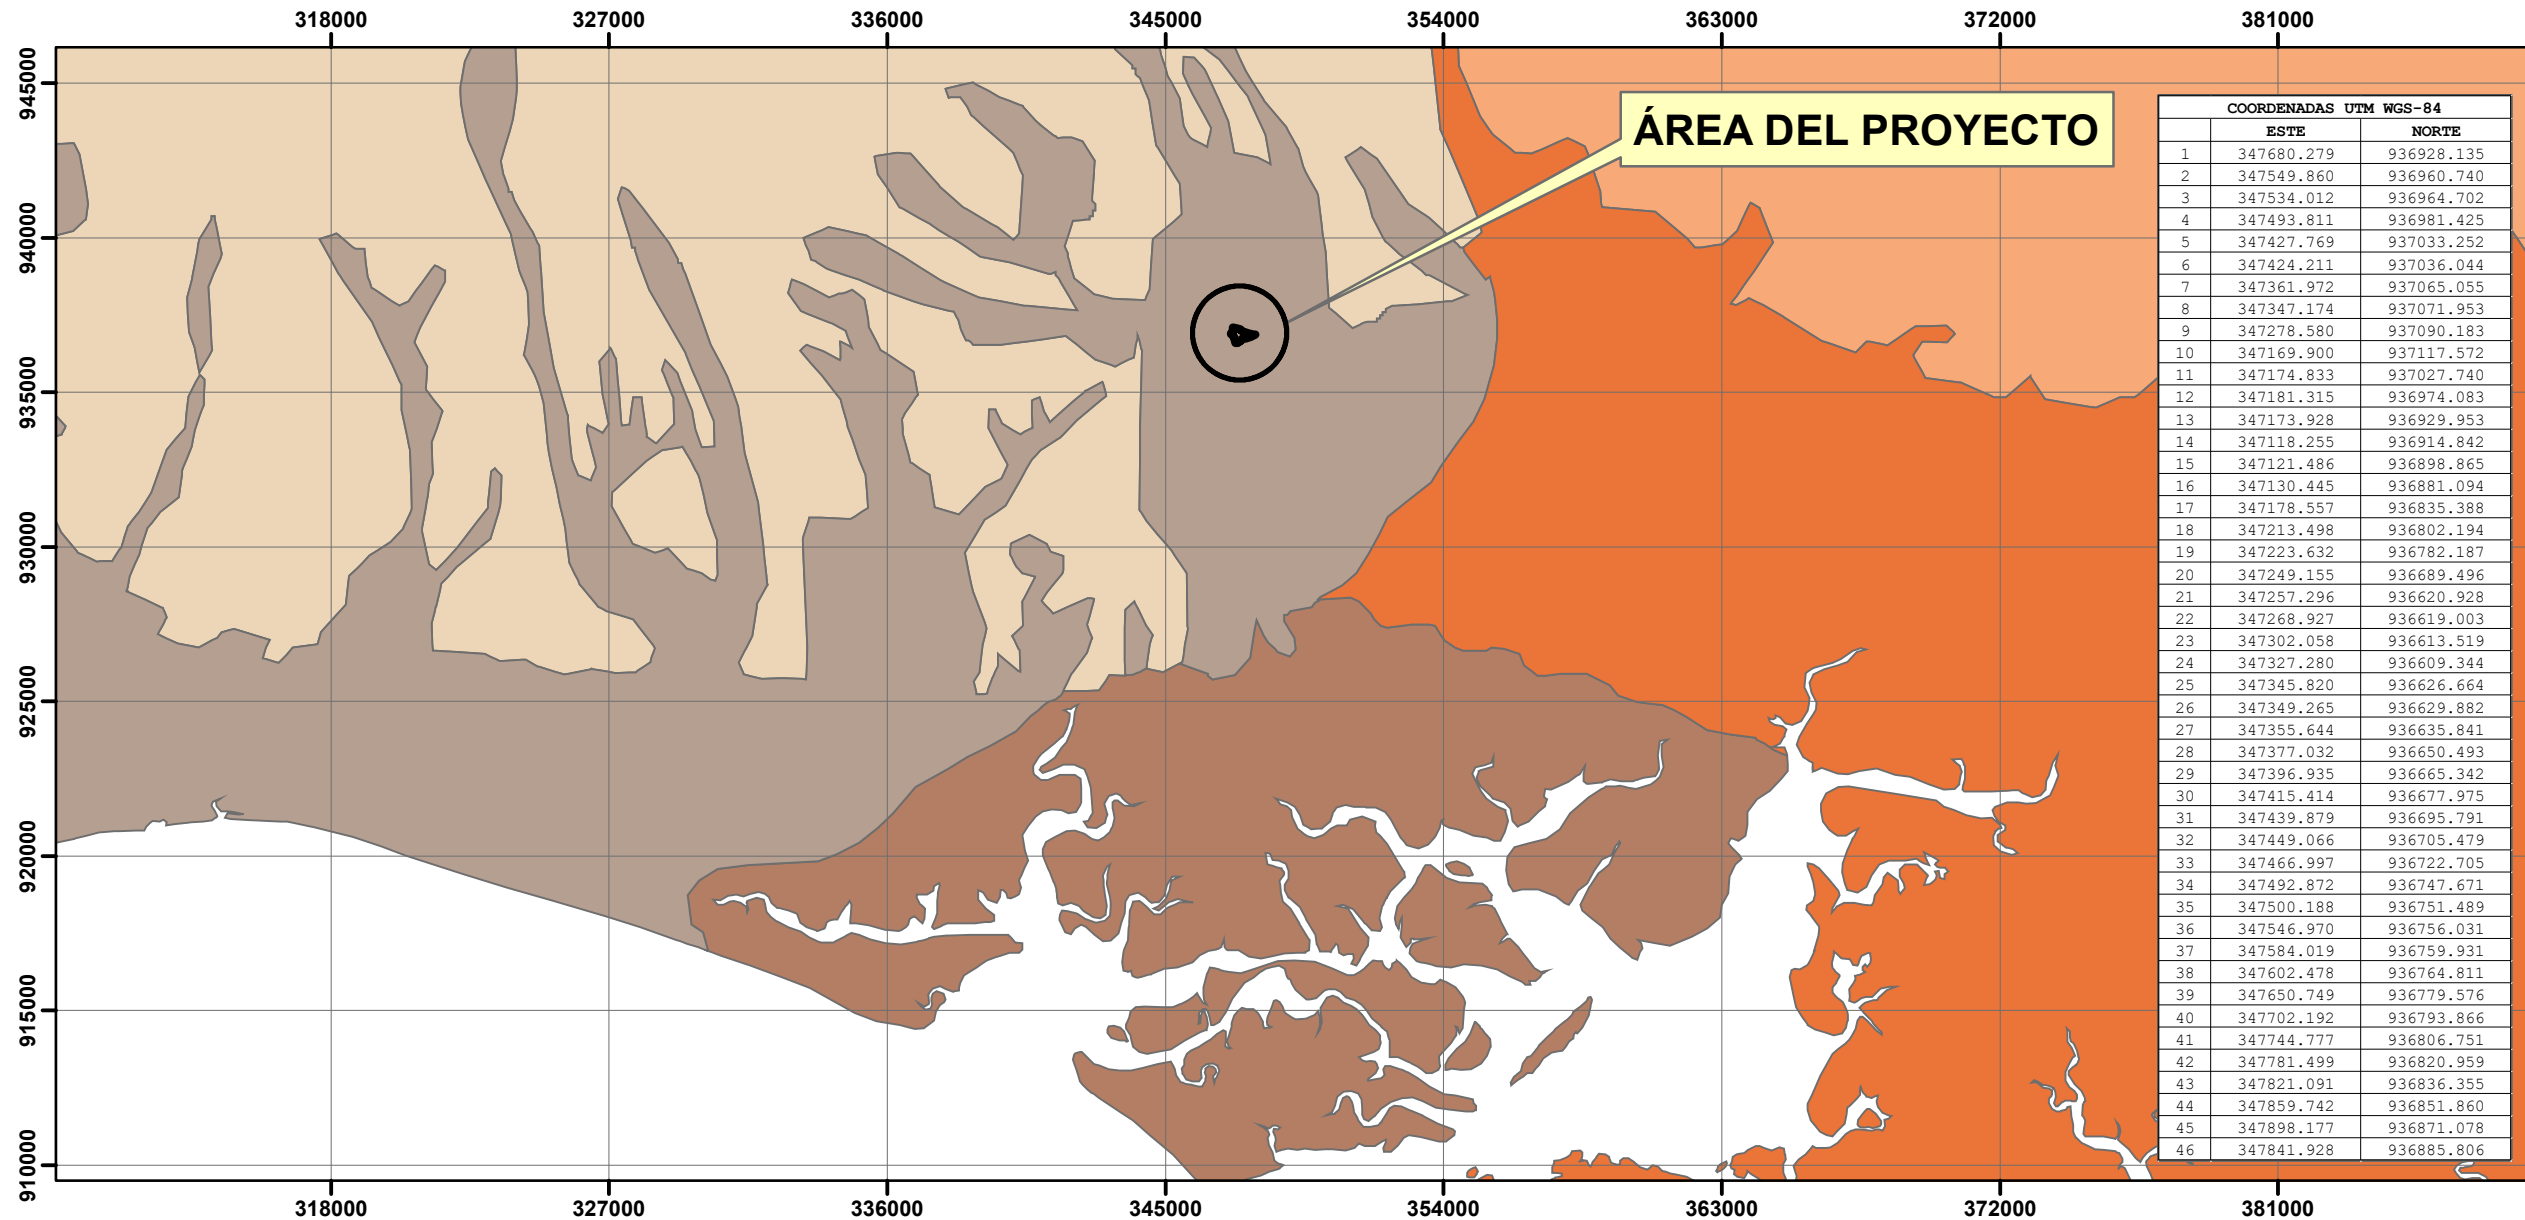 318000 327000 336000 345000 354000 363000 372000 381000
945000
940000
935000
930000
925000
920000
915000
910000
ÁREA DEL PROYECTO
COORDENADAS UTM WGS-84
ESTE NORTE
1 347680.279 936928.135
2 347549.860 936960.740
3 347534.012 936964.702
4 347493.811 936981.425
5 347427.769 937033.252
6 347424.211 937036.044
7 347361.972 937065.055
8 347347.174 937071.953
9 347278.580 937090.183
10 347169.900 937117.572
11 347174.833 937027.740
12 347181.315 936974.083
13 347173.928 936929.953
14 347118.255 936914.842
15 347121.486 936898.865
16 347130.445 936881.094
17 347178.557 936835.388
18 347213.498 936802.194
19 347223.632 936782.187
20 347249.155 936689.496
21 347257.296 936620.928
22 347268.927 936619.003
23 347302.058 936613.519
24 347327.280 936609.344
25 347345.820 936626.664
26 347349.265 936629.882
27 347355.644 936635.841
28 347377.032 936650.493
29 347396.935 936665.342
30 347415.414 936677.975
31 347439.879 936695.791
32 347449.066 936705.479
33 347466.997 936722.705
34 347492.872 936747.671
35 347500.188 936751.489
36 347546.970 936756.031
37 347584.019 936759.931
38 347602.478 936764.811
39 347650.749 936779.576
40 347702.192 936793.866
41 347744.777 936806.751
42 347781.499 936820.959
43 347821.091 936836.355
44 347859.742 936851.860
45 347898.177 936871.078
46 347841.928 936885.806
318000 327000 336000 345000 354000 363000 372000 381000